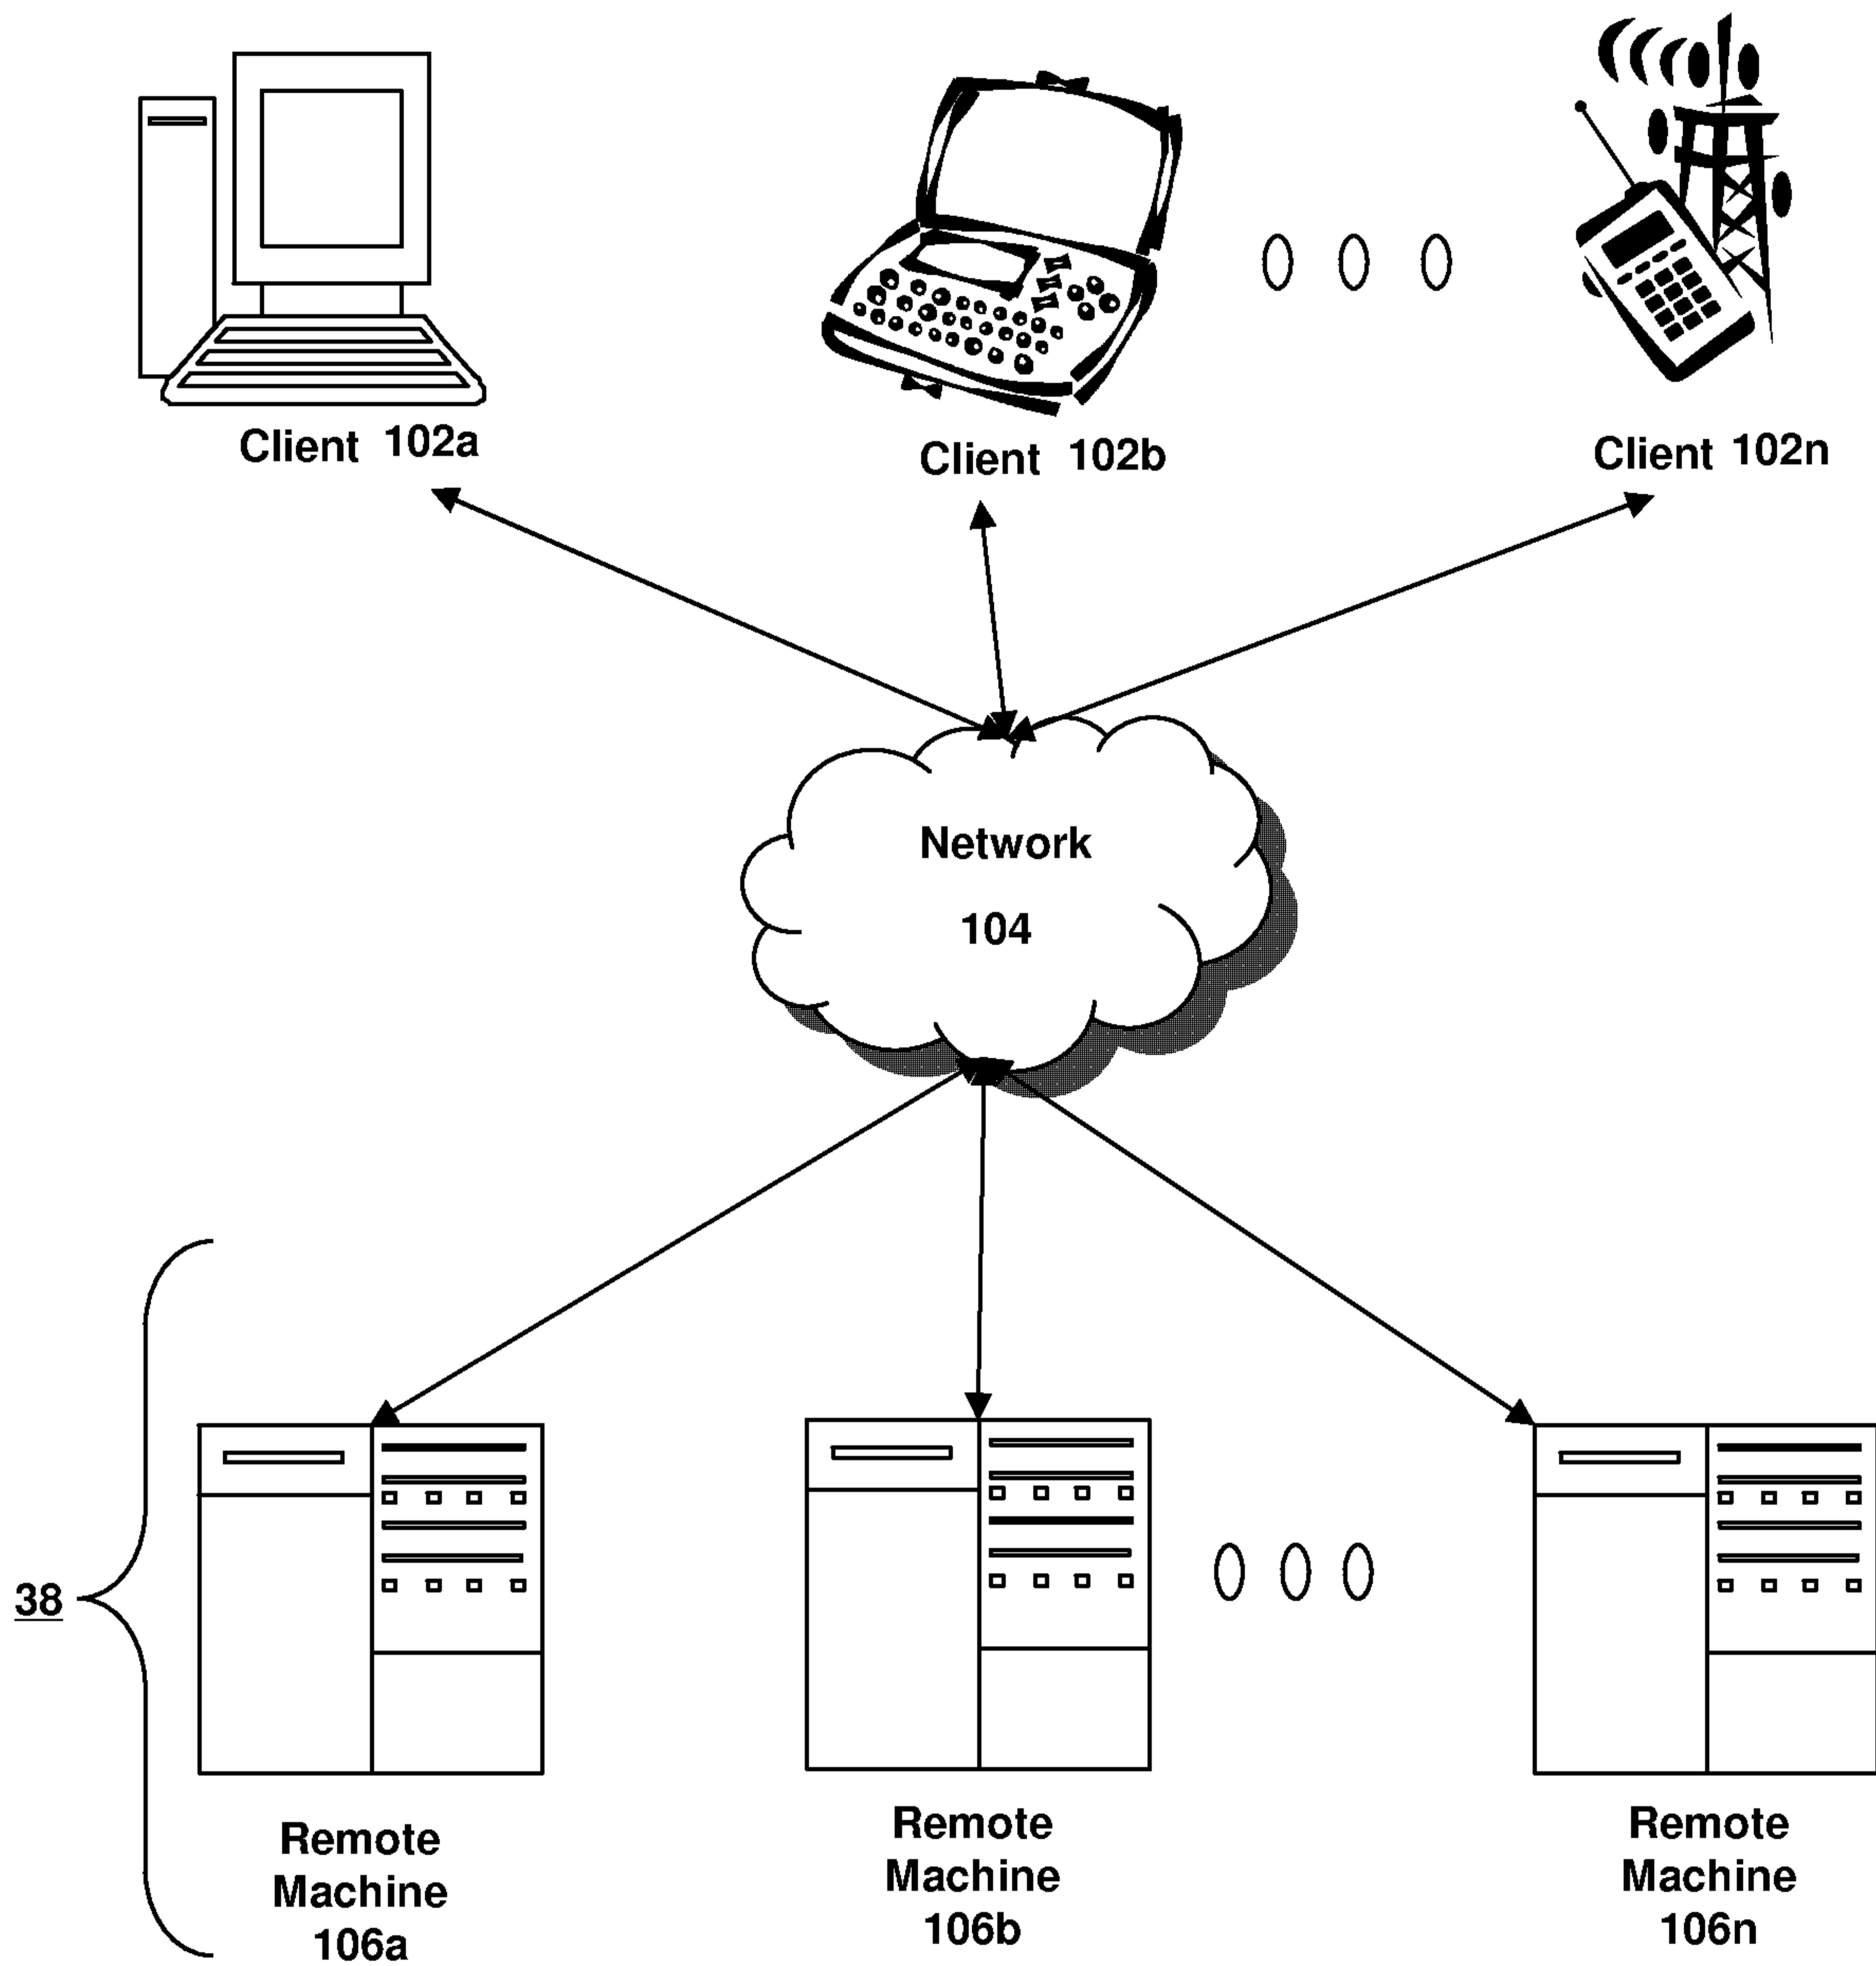 Client 102a
Client 102b
Client 102n
Network
104
38
Remote
Machine
106a
Remote
Machine
106b
Remote
Machine
106n